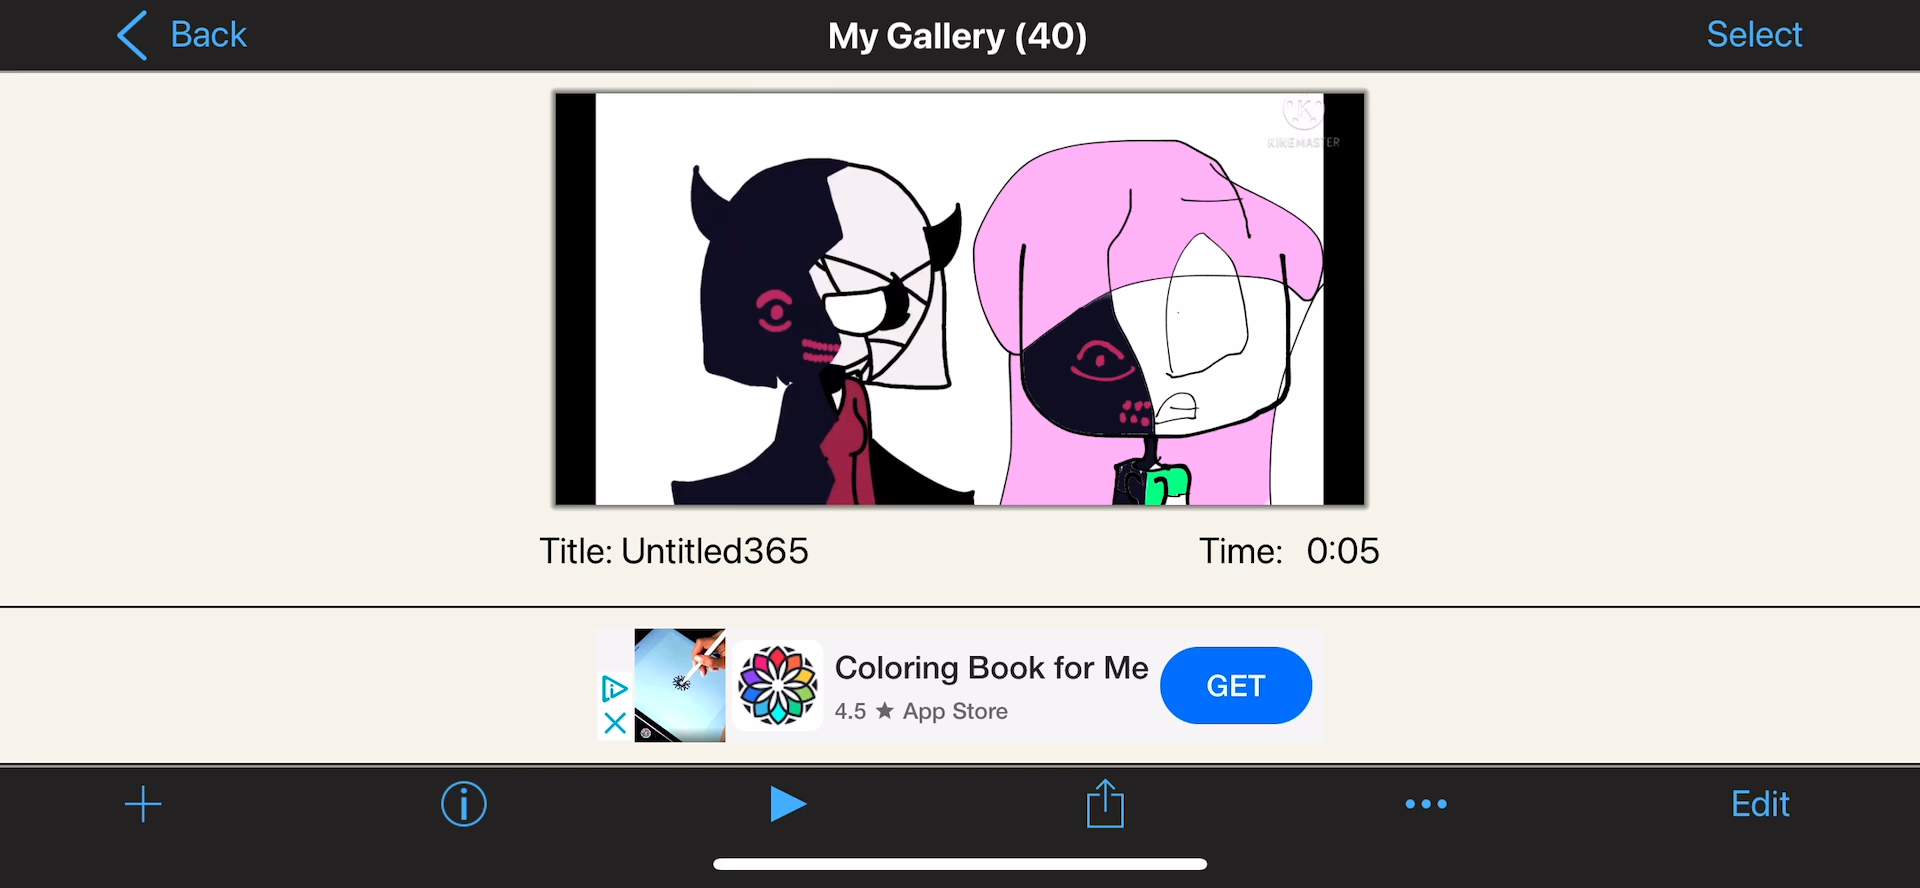 Back
My Gallery (40)
Select
KINEMASTER
Title: Untitled365
Time: 0:05
Coloring Book for Me
4.5 ★ App Store
GET
Edit